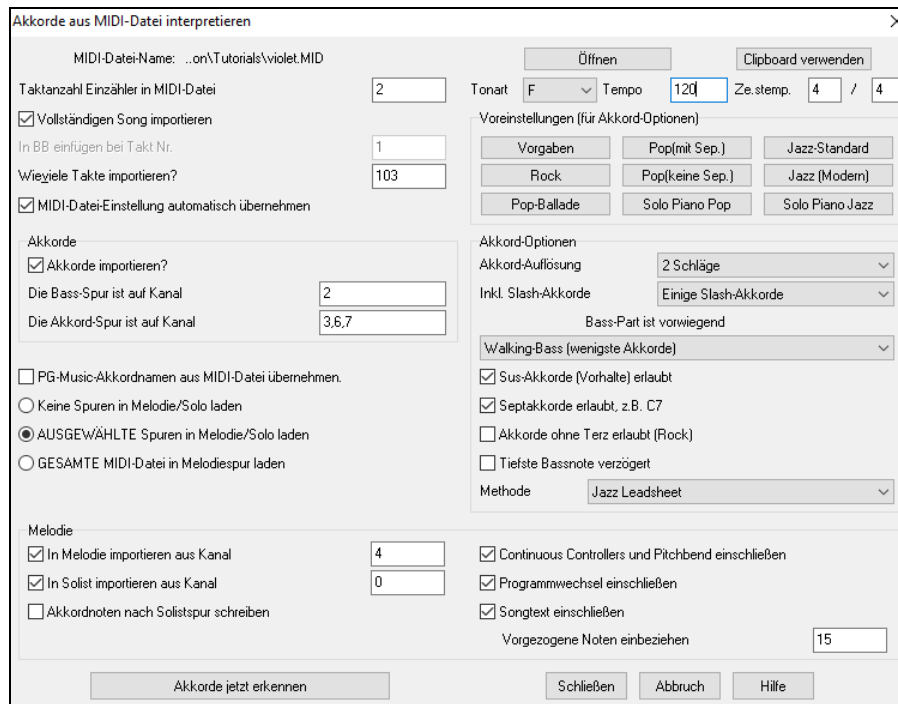 Akkorde aus MIDI-Datei interpretieren
MIDI-Datei-Name: ..on\Tutorials\violet.MID
Öffnen
Clipboard verwenden
Taktanzahl Einzähler in MIDI-Datei 2
Tonart F Tempo 120 Ze.stemp. 4 / 4
Vollständigen Song importieren
In BB einfügen bei Takt Nr. 1
Wieviele Takte importieren? 103
MIDI-Datei-Einstellung automatisch übernehmen
Voreinstellungen (für Akkord-Optionen)
Vorgaben Pop(mit Sep.) Jazz-Standard
Rock Pop(keine Sep.) Jazz (Modern)
Pop-Ballade Solo Piano Pop Solo Piano Jazz
Akkorde
Akkorde importieren?
Die Bass-Spur ist auf Kanal 2
Die Akkord-Spur ist auf Kanal 3,6,7
PG-Music-Akkordnamen aus MIDI-Datei übernehmen.
Keine Spuren in Melodie/Solo laden
AUSGEWÄHLTE Spuren in Melodie/Solo laden
GESAMTE MIDI-Datei in Melodiespur laden
Akkord-Optionen
Akkord-Auflösung 2 Schläge
Inkl. Slash-Akkorde Einige Slash-Akkorde
Bass-Part ist vorwiegend
Walking-Bass (wenigste Akkorde)
Sus-Akkorde (Vorhalte) erlaubt
Septakkorde erlaubt, z.B. C7
Akkorde ohne Terz erlaubt (Rock)
Tiefste Bassnote verzögert
Methode Jazz Leadsheet
Melodie
In Melodie importieren aus Kanal 4
In Solist importieren aus Kanal 0
Akkordnoten nach Solistspur schreiben
Continuous Controllers und Pitchbend einschließen
Programmwechsel einschließen
Songtext einschließen
Vorgezogene Noten einbeziehen 15
Akkorde jetzt erkennen
Schließen Abbruch Hilfe